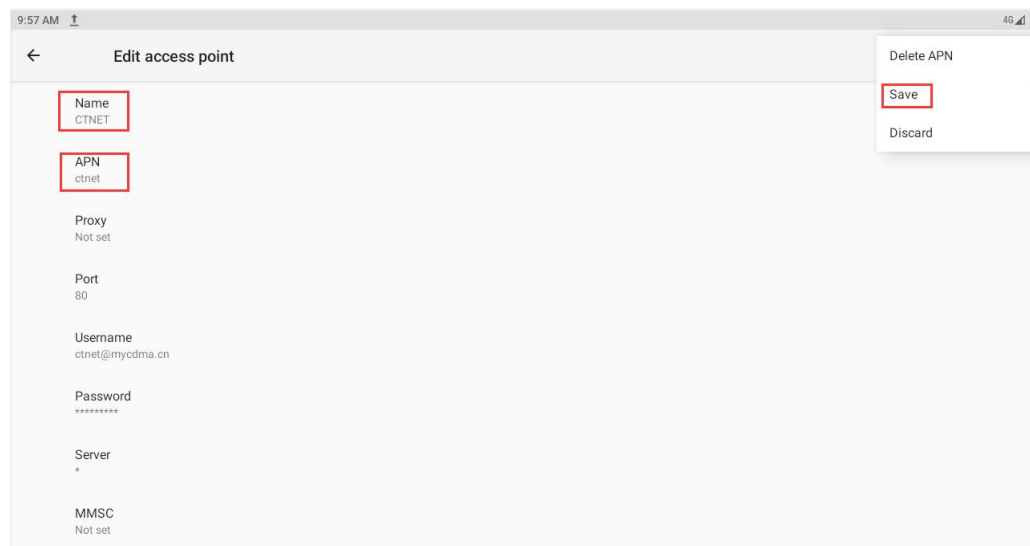 9:57 AM
4G
Edit access point
Delete APN
Save
Discard
Name
CTNET
APN
ctnet
Proxy
Not set
Port
80
Username
ctnet@mycdma.cn
Password
*********
Server
*
MMSC
Not set